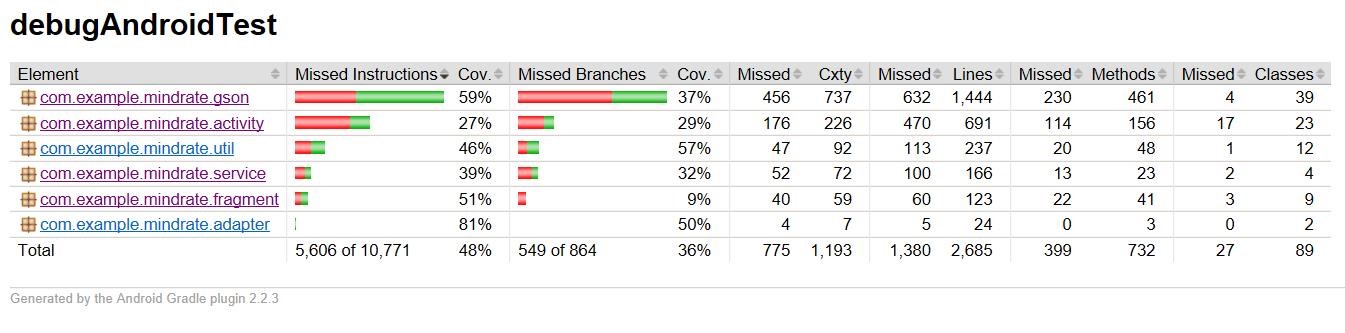 debugAndroidTest
Element Missed Instructions Cov. Missed Branches Cov. Missed Cxty Missed Lines Missed Methods Missed Classes
com.example.mindrate.gson 59% 37% 456 737 632 1,444 230 461 4 39
com.example.mindrate.activity 27% 29% 176 226 470 691 114 156 17 23
com.example.mindrate.util 46% 57% 47 92 113 237 20 48 1 12
com.example.mindrate.service 39% 32% 52 72 100 166 13 23 2 4
com.example.mindrate.fragment 51% 9% 40 59 60 123 22 41 3 9
com.example.mindrate.adapter 81% 50% 4 7 5 24 0 3 0 2
Total 5,606 of 10,771 48% 549 of 864 36% 775 1,193 1,380 2,685 399 732 27 89
Generated by the Android Gradle plugin 2.2.3